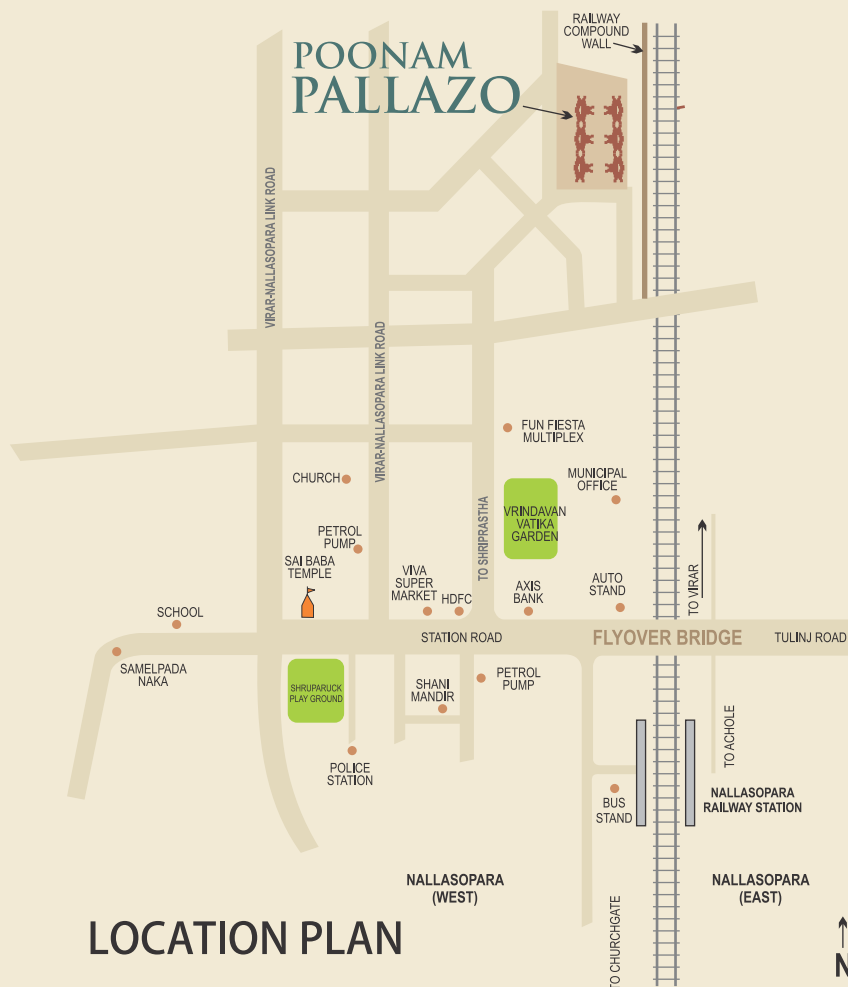 RAILWAY
COMPOUND
WALL
POONAM
PALLAZO
VIRAR-NALLASOPARA LINK ROAD
VIRAR-NALLASOPARA LINK ROAD
FUN FIESTA
MULTIPLEX
CHURCH
MUNICIPAL
OFFICE
TO SHRIPRASTHA
VRINDAVAN
VATIKA
GARDEN
PETROL
PUMP
SAI BABA
TEMPLE
VIVA
SUPER
MARKET
HDFC
AXIS
BANK
AUTO
STAND
TO VIRAR
SCHOOL
STATION ROAD
FLYOVER BRIDGE
TULINJ ROAD
SAMELPADA
NAKA
SHRUPARUCK
PLAY GROUND
SHANI
MANDIR
PETROL
PUMP
TO ACHOLE
POLICE
STATION
BUS
STAND
NALLASOPARA
RAILWAY STATION
NALLASOPARA
(WEST)
NALLASOPARA
(EAST)
TO CHURCHGATE
LOCATION PLAN
N